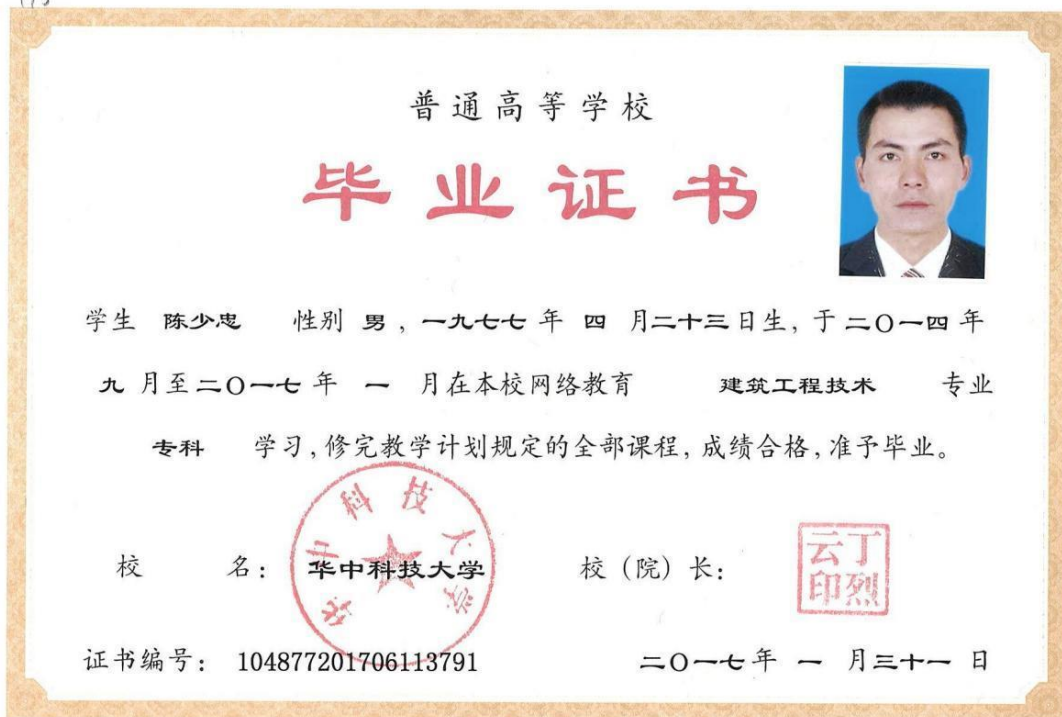 普通高等学校
毕业证书
学生 陈少忠 性别 男，一九七七 年 四 月二十三日生，于二〇一四 年
九 月至二〇一七 年 一 月在本校网络教育 建筑工程技术 专业
专科 学习，修完教学计划规定的全部课程，成绩合格，准予毕业。
华中科技大学
校 名： 华中科技大学 校（院）长： 丁烈云印
证书编号： 104877201706113791 二〇一七 年 一 月三十一 日